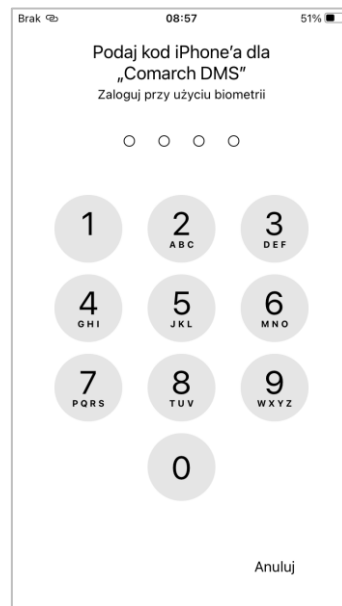 Brak 08:57 51%
Podaj kod iPhone’a dla
„Comarch DMS”
Zaloguj przy użyciu biometrii
1 2 3
ABC DEF
4 5 6
GHI JKL MNO
7 8 9
PQRS TUV WXYZ
0
Anuluj